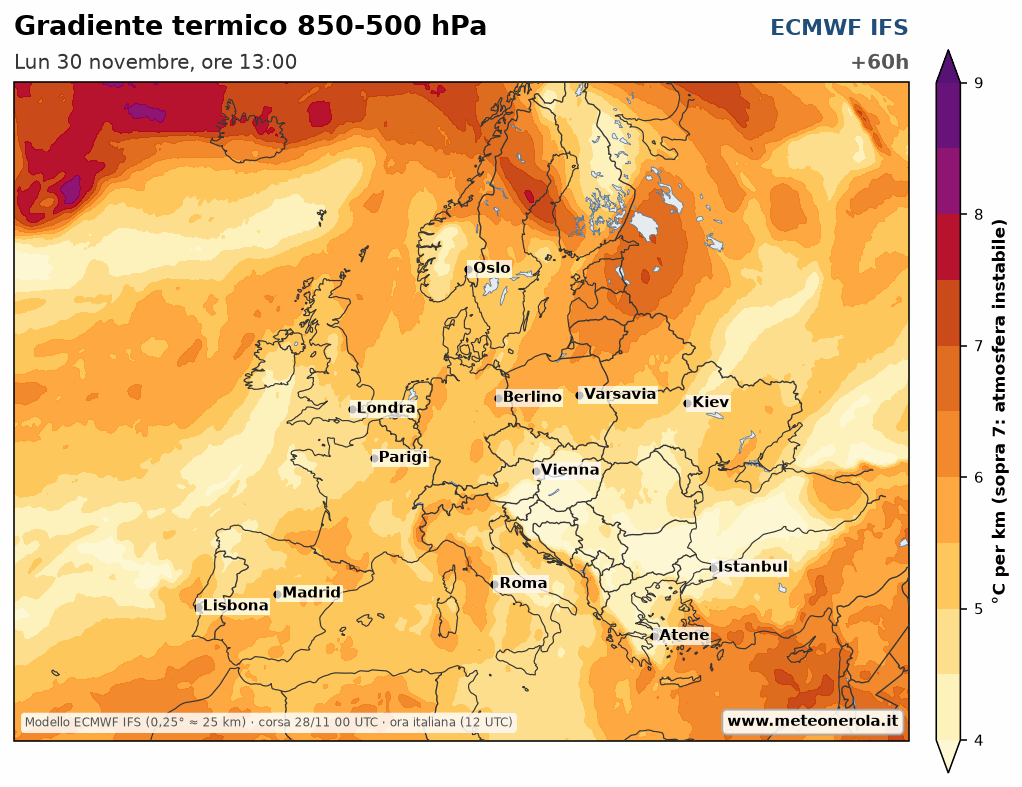 Gradiente termico 850-500 hPa
ECMWF IFS
Lun 30 novembre, ore 13:00
+60h
Oslo
Londra
Berlino
Varsavia
Kiev
Parigi
Vienna
Istanbul
Madrid
Lisbona
Roma
Atene
Modello ECMWF IFS (0,25° ≈ 25 km) · corsa 28/11 00 UTC · ora italiana (12 UTC)
www.meteonerola.it
9
8
7
6
5
4
°C per km (sopra 7: atmosfera instabile)